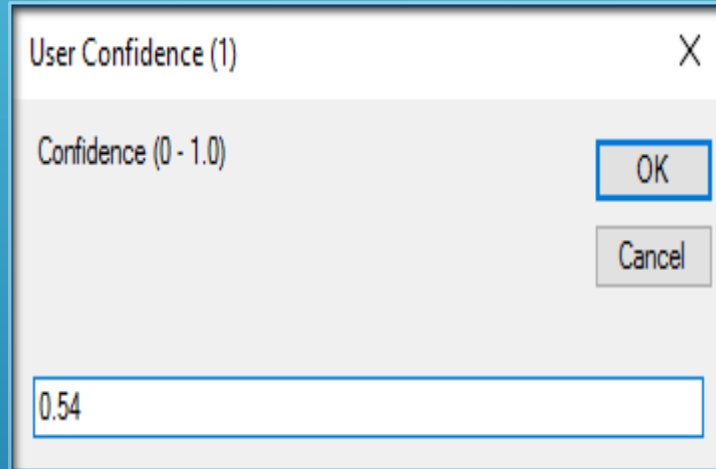 User Confidence (1)
Confidence (0 - 1.0)
OK
Cancel
0.54